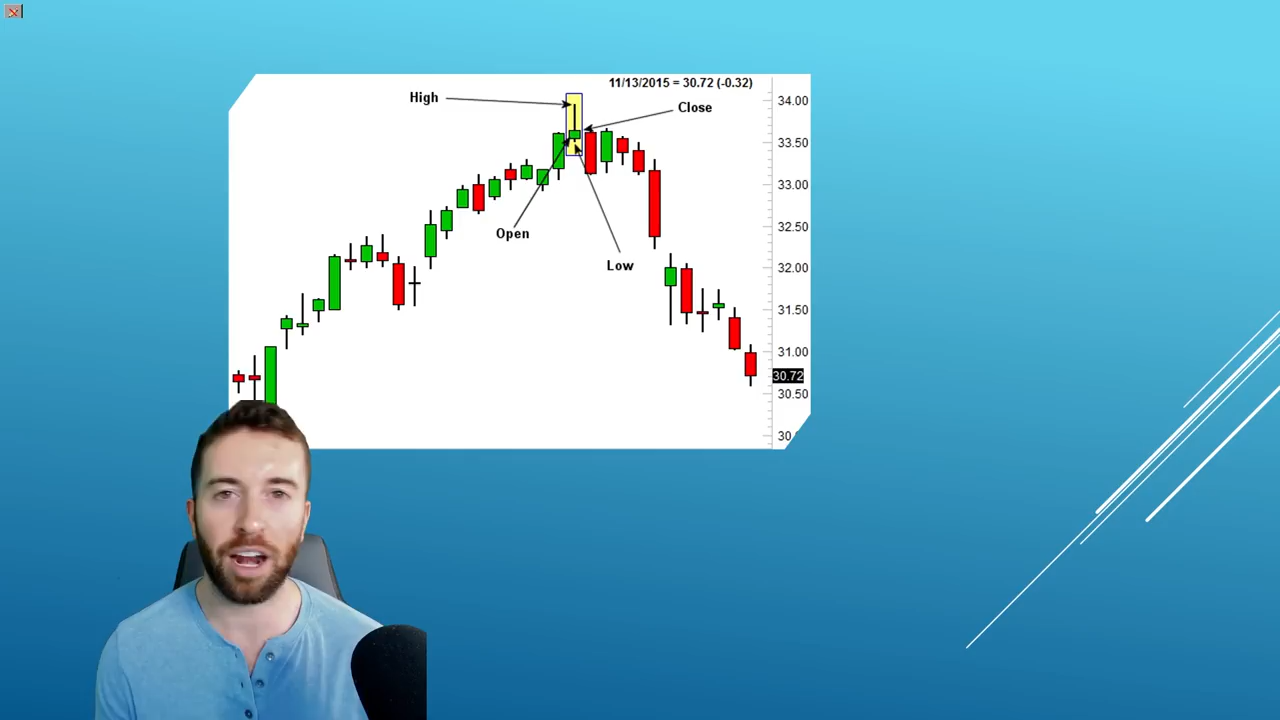 11/13/2015 = 30.72 (-0.32)
High
Close
Open
Low
34.00
33.50
33.00
32.50
32.00
31.50
31.00
30.72
30.50
30.